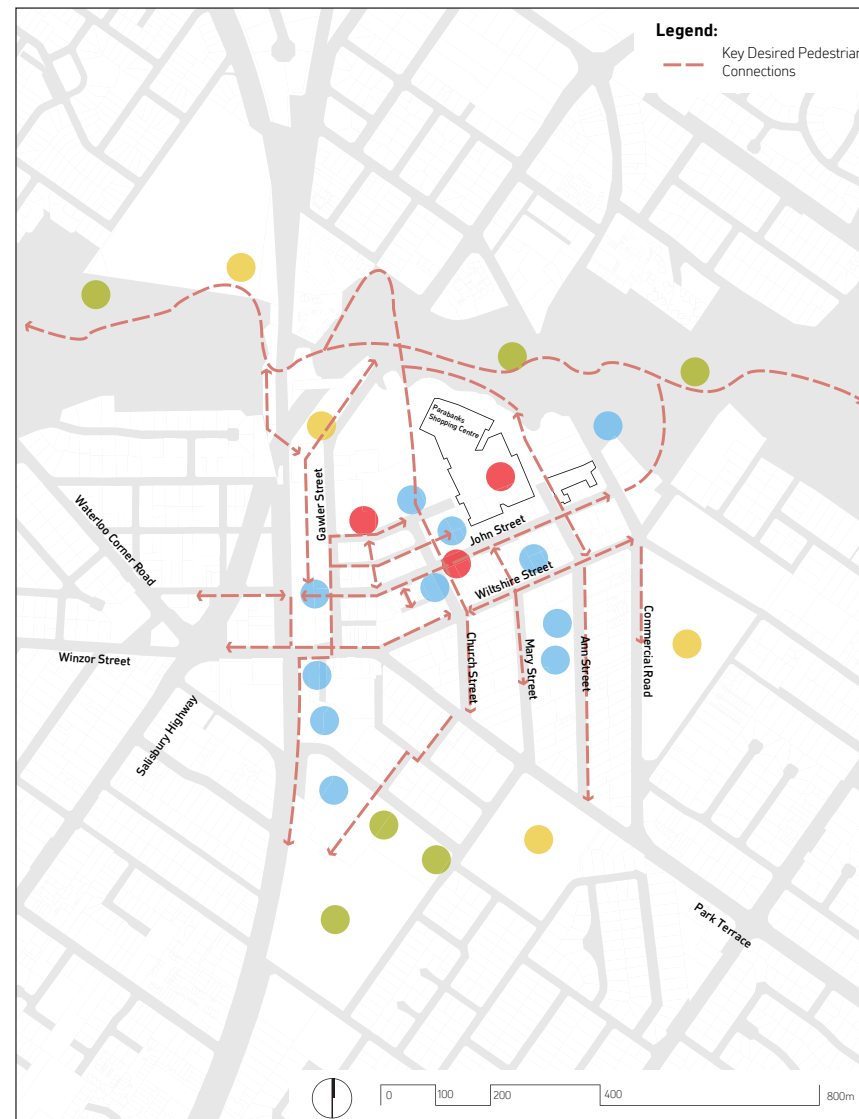 Legend:
Key Desired Pedestrian
Connections
Parabanks
Shopping Centre
Gawler Street
John Street
Waterloo Corner Road
Wiltshire Street
Winzor Street
Church Street
Mary Street
Ann Street
Commercial Road
Salisbury Highway
Park Terrace
0
100
200
400
800m